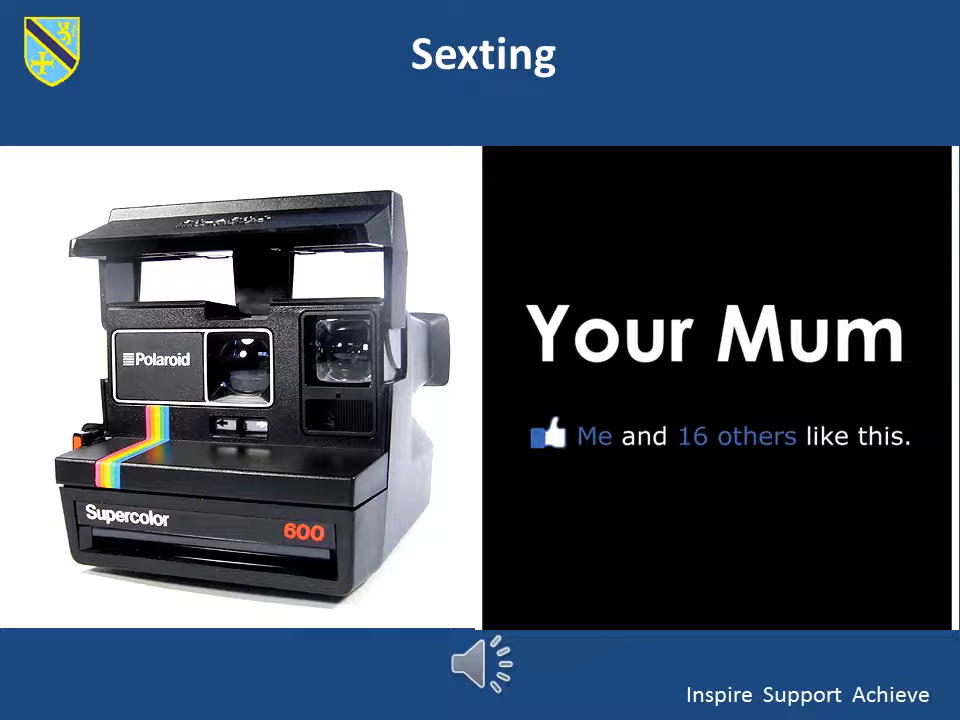 Sexting
Polaroid
Supercolor
600
Your Mum
Me and 16 others like this.
Inspire Support Achieve